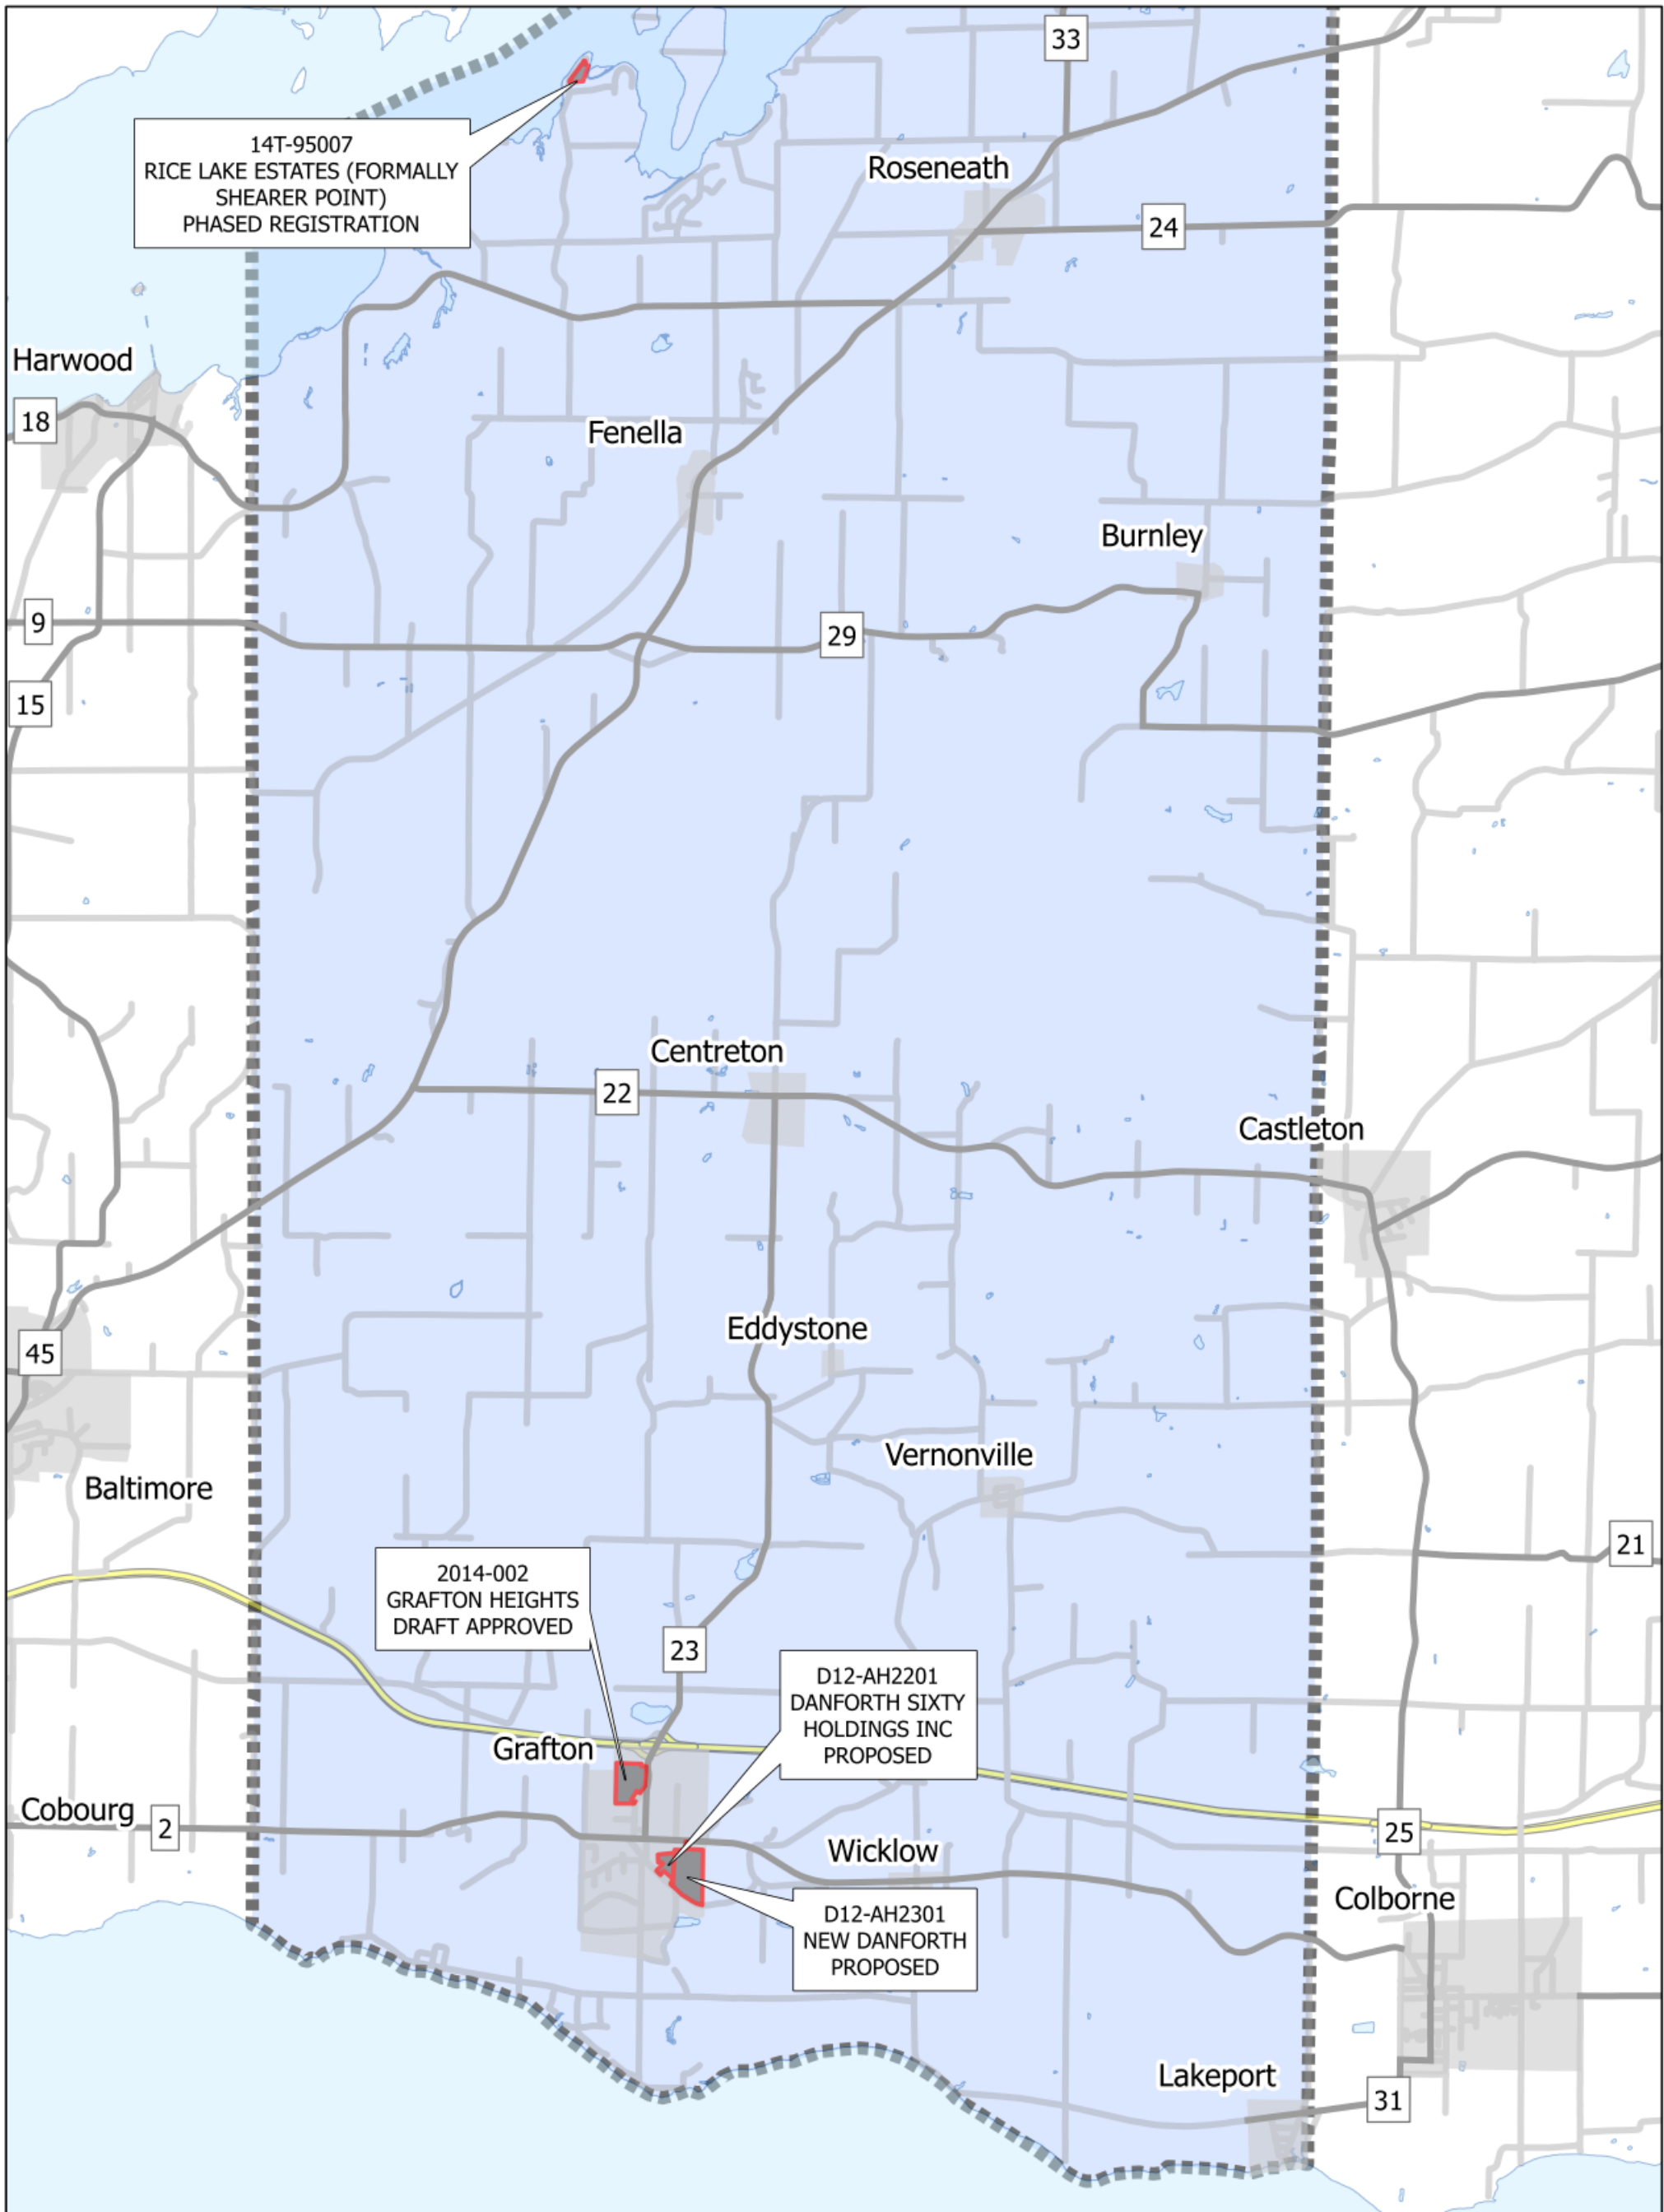 33
14T-95007
RICE LAKE ESTATES (FORMALLY
SHEARER POINT)
PHASED REGISTRATION
Roseneath
24
Harwood
18
Fenella
Burnley
9
29
15
Centreton
22
Castleton
Eddystone
45
Vernonville
Baltimore
21
2014-002
GRAFTON HEIGHTS
DRAFT APPROVED
23
D12-AH2201
DANFORTH SIXTY
HOLDINGS INC
PROPOSED
Grafton
Cobourg
2
25
Wicklow
Colborne
D12-AH2301
NEW DANFORTH
PROPOSED
Lakeport
31